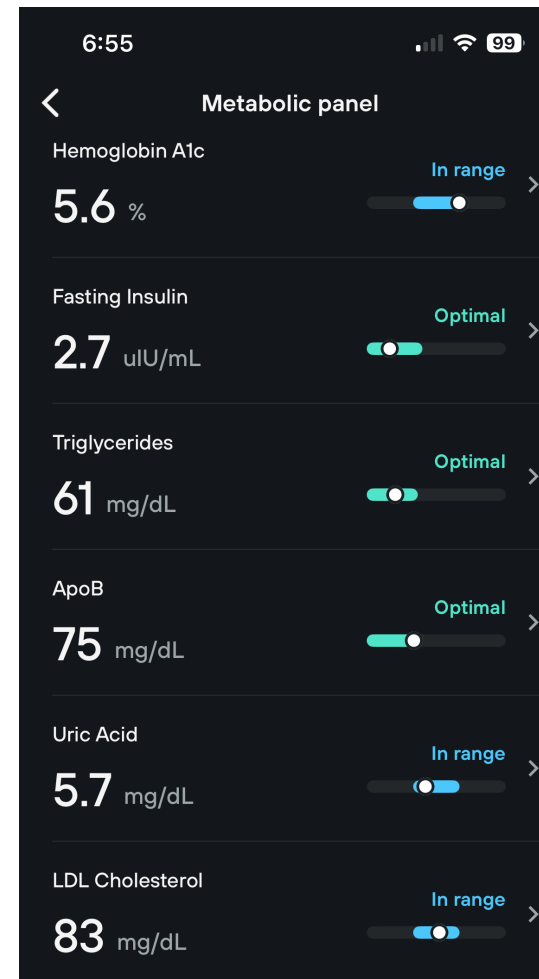 6:55
99
Metabolic panel
Hemoglobin A1c
In range
5.6 %
Fasting Insulin
Optimal
2.7 uIU/mL
Triglycerides
Optimal
61 mg/dL
ApoB
Optimal
75 mg/dL
Uric Acid
In range
5.7 mg/dL
LDL Cholesterol
In range
83 mg/dL